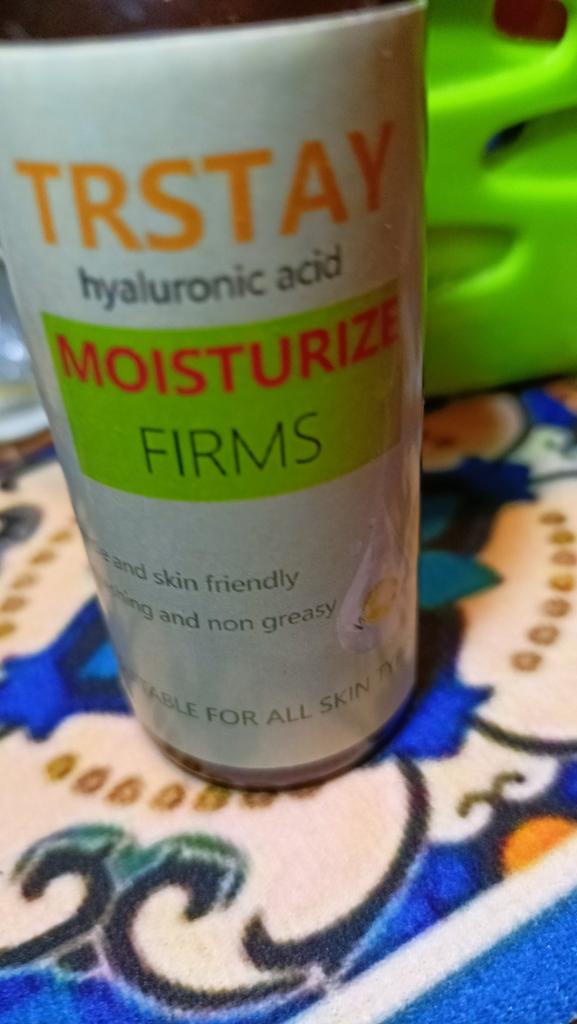 TRSTAY
hyaluronic acid
MOISTURIZE
FIRMS
and skin friendly
and non greasy
FOR ALL SKIN